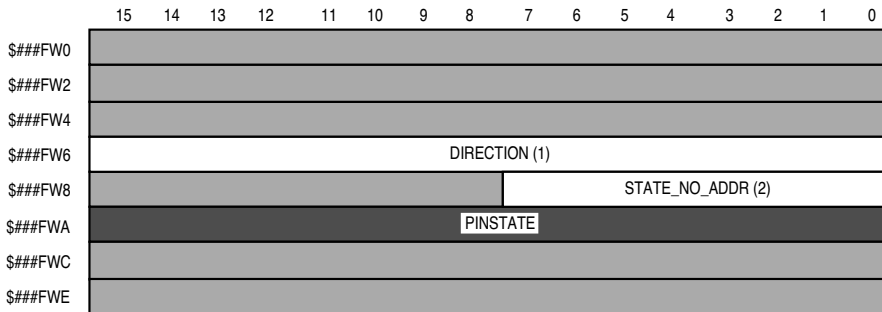 15 14 13 12 11 10 9 8 7 6 5 4 3 2 1 0
$###FW0
$###FW2
$###FW4
$###FW6 DIRECTION (1)
$###FW8 STATE_NO_ADDR (2)
$###FWA PINSTATE
$###FWC
$###FWE